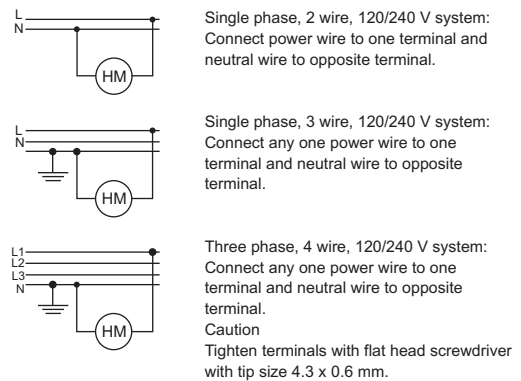 L
N
HM
Single phase, 2 wire, 120/240 V system:
Connect power wire to one terminal and
neutral wire to opposite terminal.
L
N
HM
Single phase, 3 wire, 120/240 V system:
Connect any one power wire to one
terminal and neutral wire to opposite
terminal.
L1
L2
L3
N
HM
Three phase, 4 wire, 120/240 V system:
Connect any one power wire to one
terminal and neutral wire to opposite
terminal.
Caution
Tighten terminals with flat head screwdriver
with tip size 4.3 x 0.6 mm.